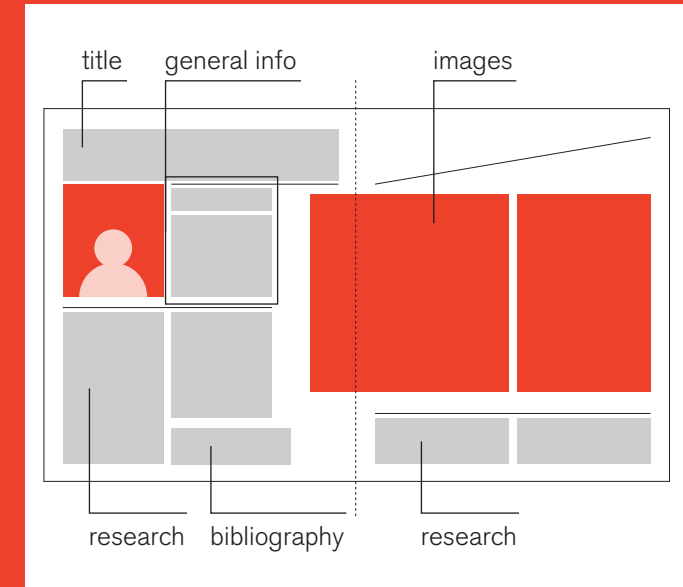 title
general info
images
research
bibliography
research